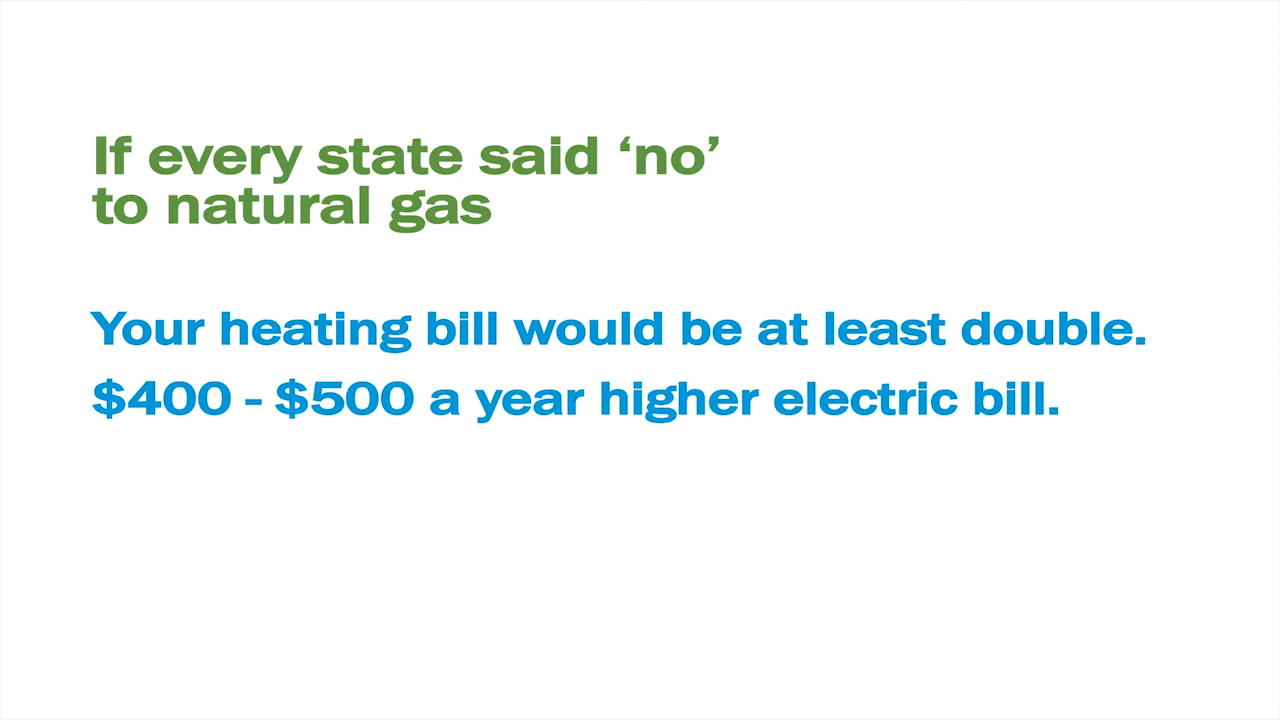 If every state said ‘no’
to natural gas
Your heating bill would be at least double.
$400 - $500 a year higher electric bill.